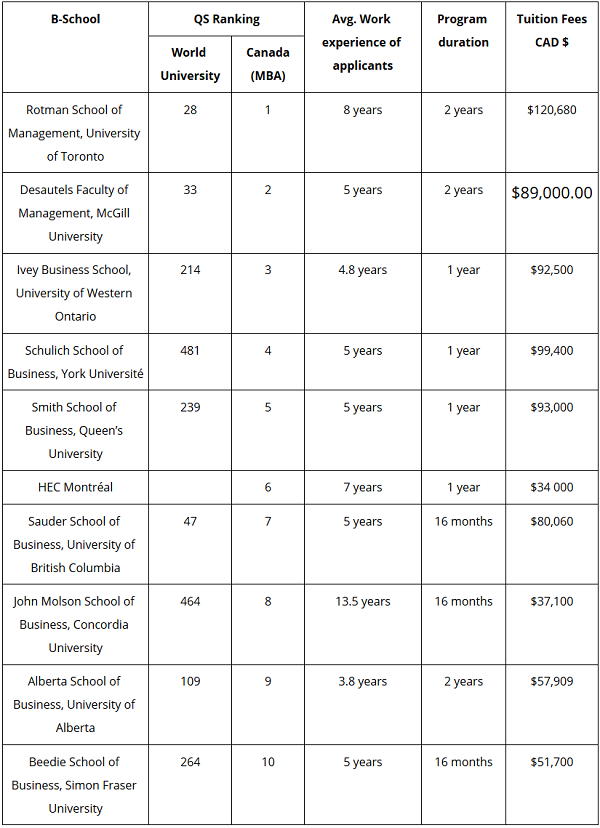 B-School QS Ranking Avg. Work Program Tuition Fees
experience of duration CAD $
World Canada applicants
University (MBA)
Rotman School of 28 1 8 years 2 years $120,680
Management, University
of Toronto
Desautels Faculty of 33 2 5 years 2 years $89,000.00
Management, McGill
University
Ivey Business School, 214 3 4.8 years 1 year $92,500
University of Western
Ontario
Schulich School of 481 4 5 years 1 year $99,400
Business, York Université
Smith School of 239 5 5 years 1 year $93,000
Business, Queen’s
University
HEC Montréal 6 7 years 1 year $34 000
Sauder School of 47 7 5 years 16 months $80,060
Business, University of
British Columbia
John Molson School of 464 8 13.5 years 16 months $37,100
Business, Concordia
University
Alberta School of 109 9 3.8 years 2 years $57,909
Business, University of
Alberta
Beedie School of 264 10 5 years 16 months $51,700
Business, Simon Fraser
University